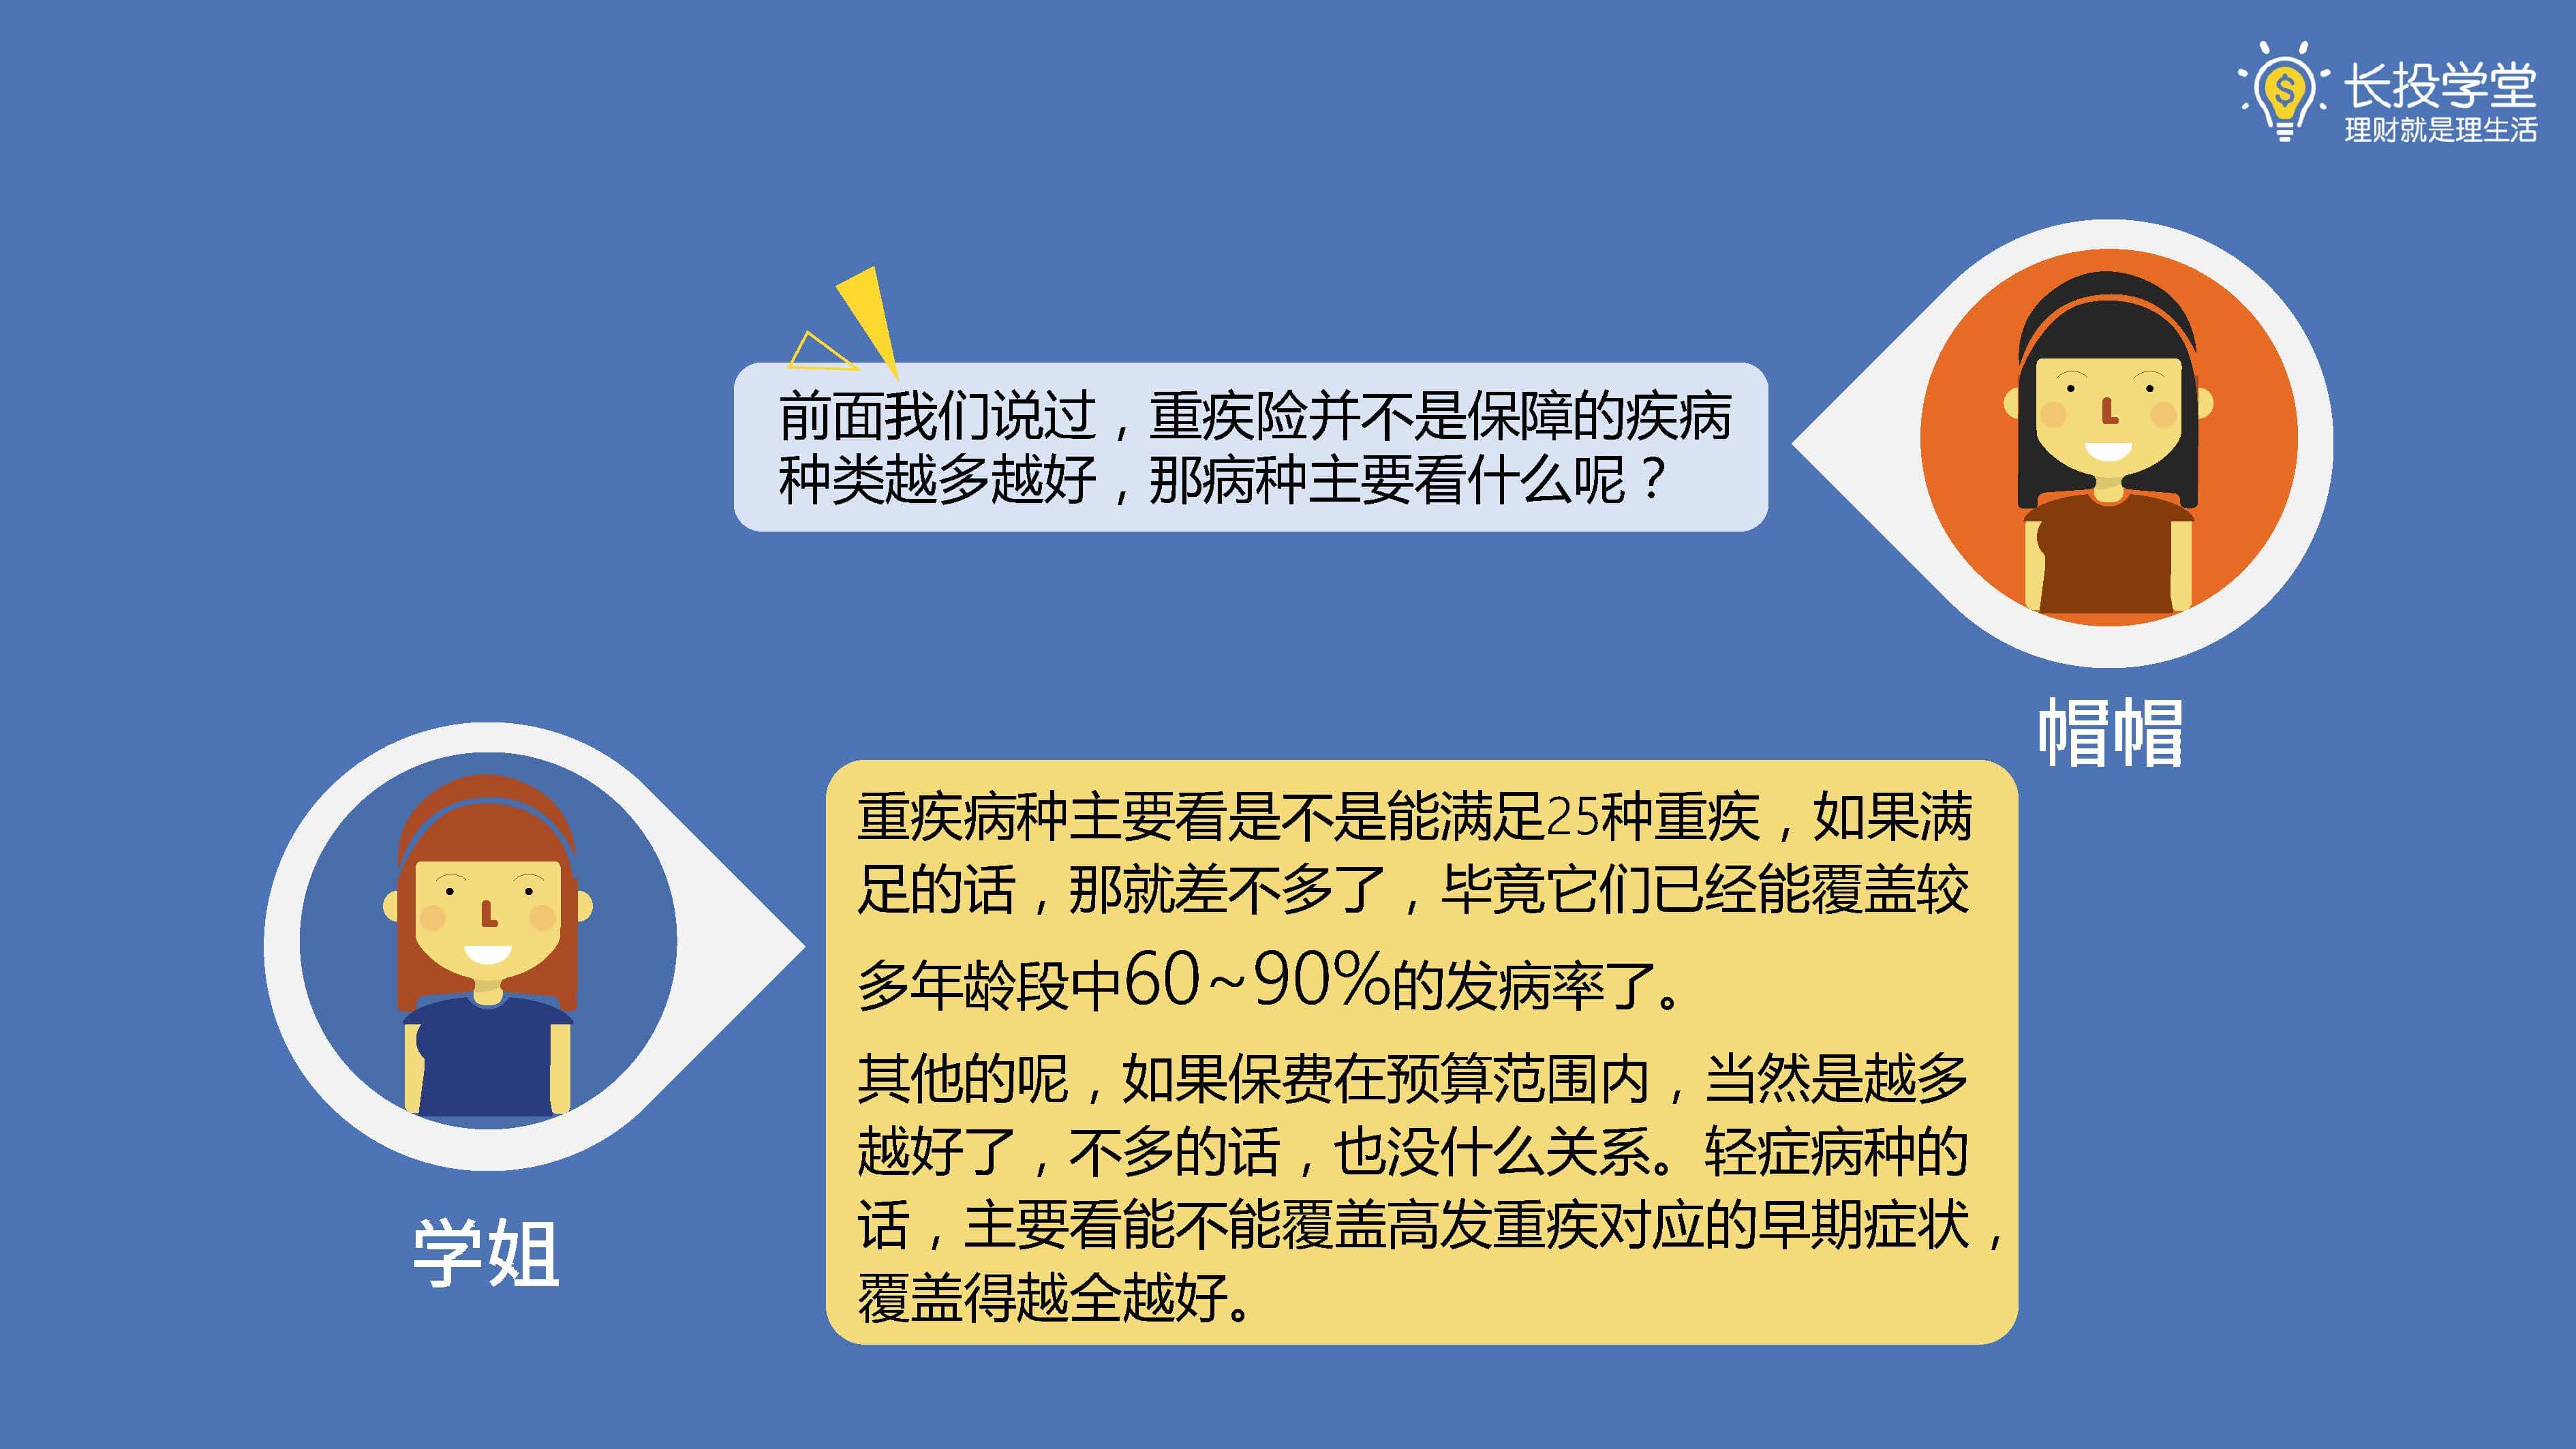 长投学堂
理财就是理生活
前面我们说过，重疾险并不是保障的疾病
种类越多越好，那病种主要看什么呢？
帽帽
重疾病种主要看是不是能满足25种重疾，如果满
足的话，那就差不多了，毕竟它们已经能覆盖较
多年龄段中60~90%的发病率了。
其他的呢，如果保费在预算范围内，当然是越多
越好了，不多的话，也没什么关系。轻症病种的
话，主要看能不能覆盖高发重疾对应的早期症状，
覆盖得越全越好。
学姐